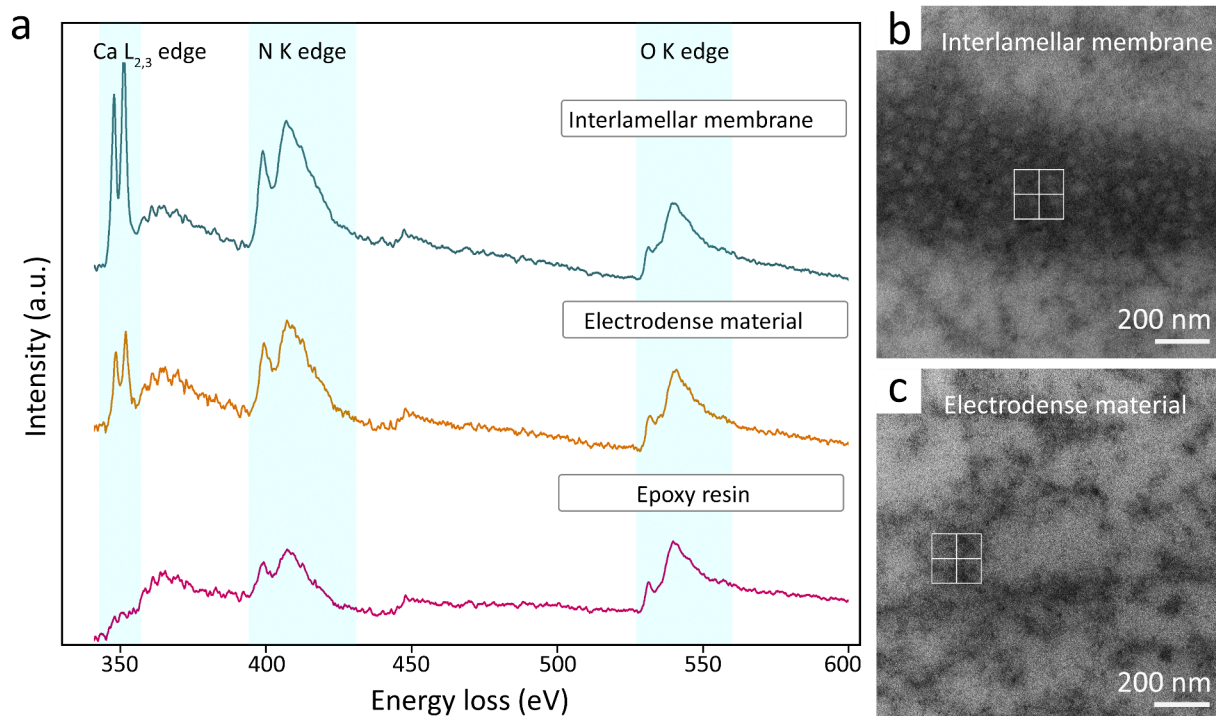 a
Ca L2,3 edge
N K edge
O K edge
Interlamellar membrane
Electrodense material
Epoxy resin
Intensity (a.u.)
350
400
450
500
550
600
Energy loss (eV)
b
Interlamellar membrane
200 nm
c
Electrodense material
200 nm